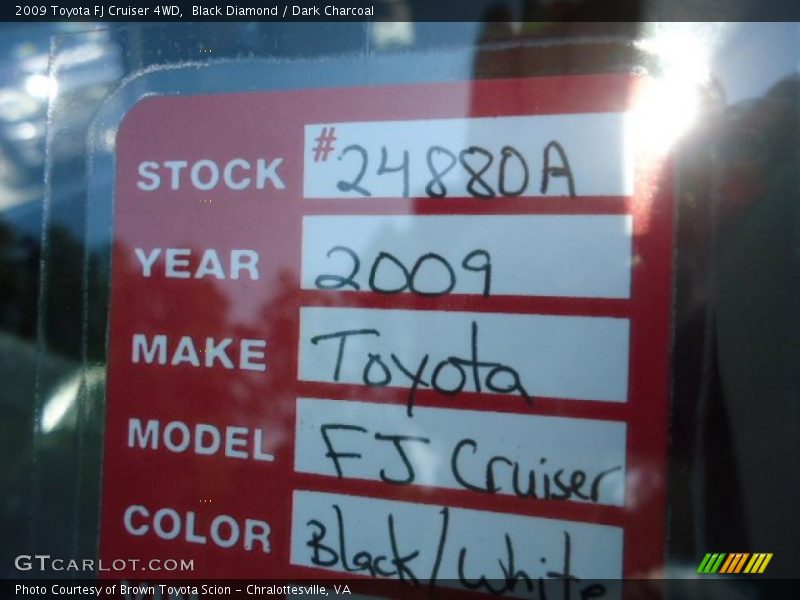 2009 Toyota FJ Cruiser 4WD, Black Diamond / Dark Charcoal
STOCK #24880A
YEAR 2009
MAKE Toyota
MODEL FJ Cruiser
COLOR Black/White
GTCARLOT.COM
Photo Courtesy of Brown Toyota Scion - Chralottesville, VA